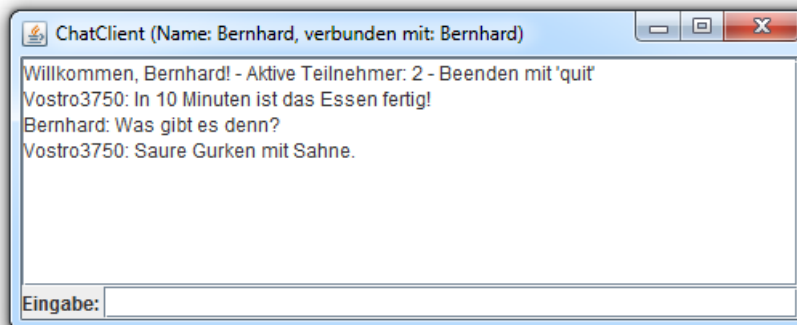 ChatClient (Name: Bernhard, verbunden mit: Bernhard)
Willkommen, Bernhard! - Aktive Teilnehmer: 2 - Beenden mit 'quit'
Vostro3750: In 10 Minuten ist das Essen fertig!
Bernhard: Was gibt es denn?
Vostro3750: Saure Gurken mit Sahne.
Eingabe: